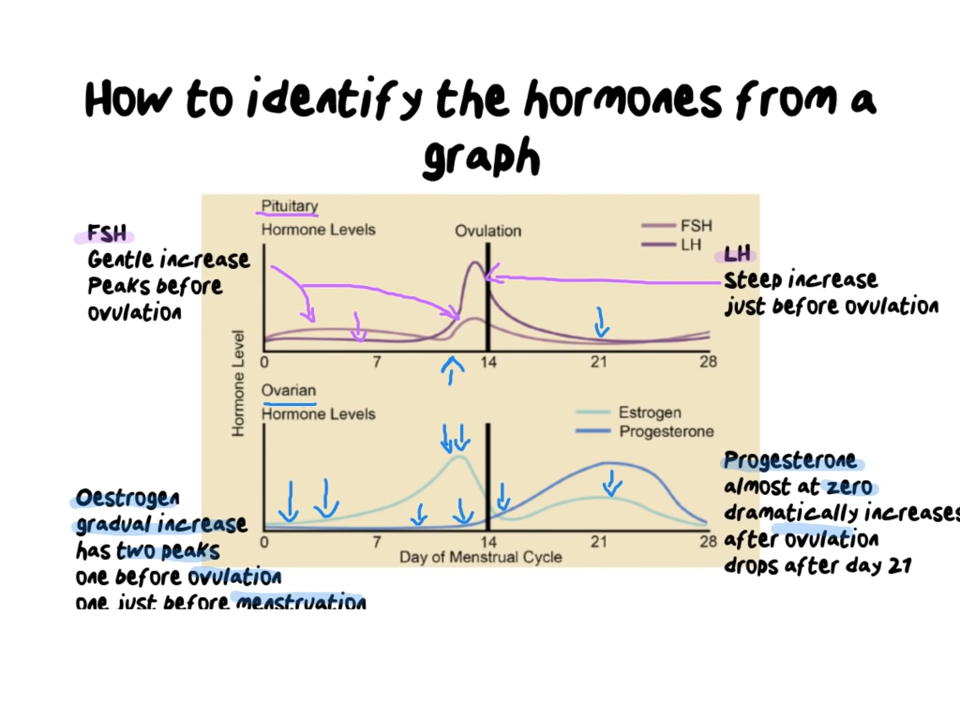 How to identify the hormones from a
graph
Pituitary
Hormone Levels
Ovulation
FSH
LH
FSH
Gentle increase
Peaks before
ovulation
LH
Steep increase
just before ovulation
Hormone Level
0 7 14 21 28
Ovarian
Hormone Levels
Estrogen
Progesterone
Oestrogen
gradual increase
has two peaks
one before ovulation
one just before menstruation
Progesterone
almost at zero
dramatically increases
after ovulation
drops after day 21
0 7 14 21 28
Day of Menstrual Cycle